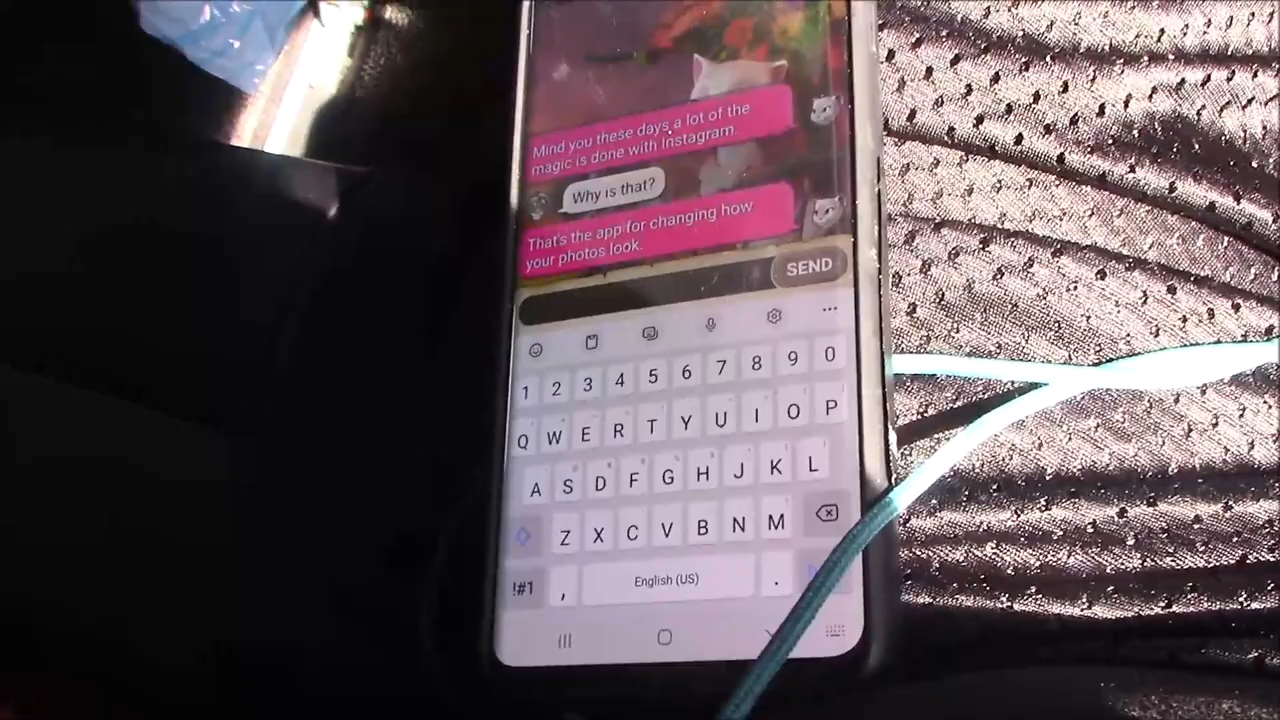 Mind you these days a lot of the
magic is done with Instagram.
Why is that?
That's the app for changing how
your photos look.
SEND
1 2 3 4 5 6 7 8 9 0
Q W E R T Y U I O P
A S D F G H J K L
Z X C V B N M
!#1 , English (US) .